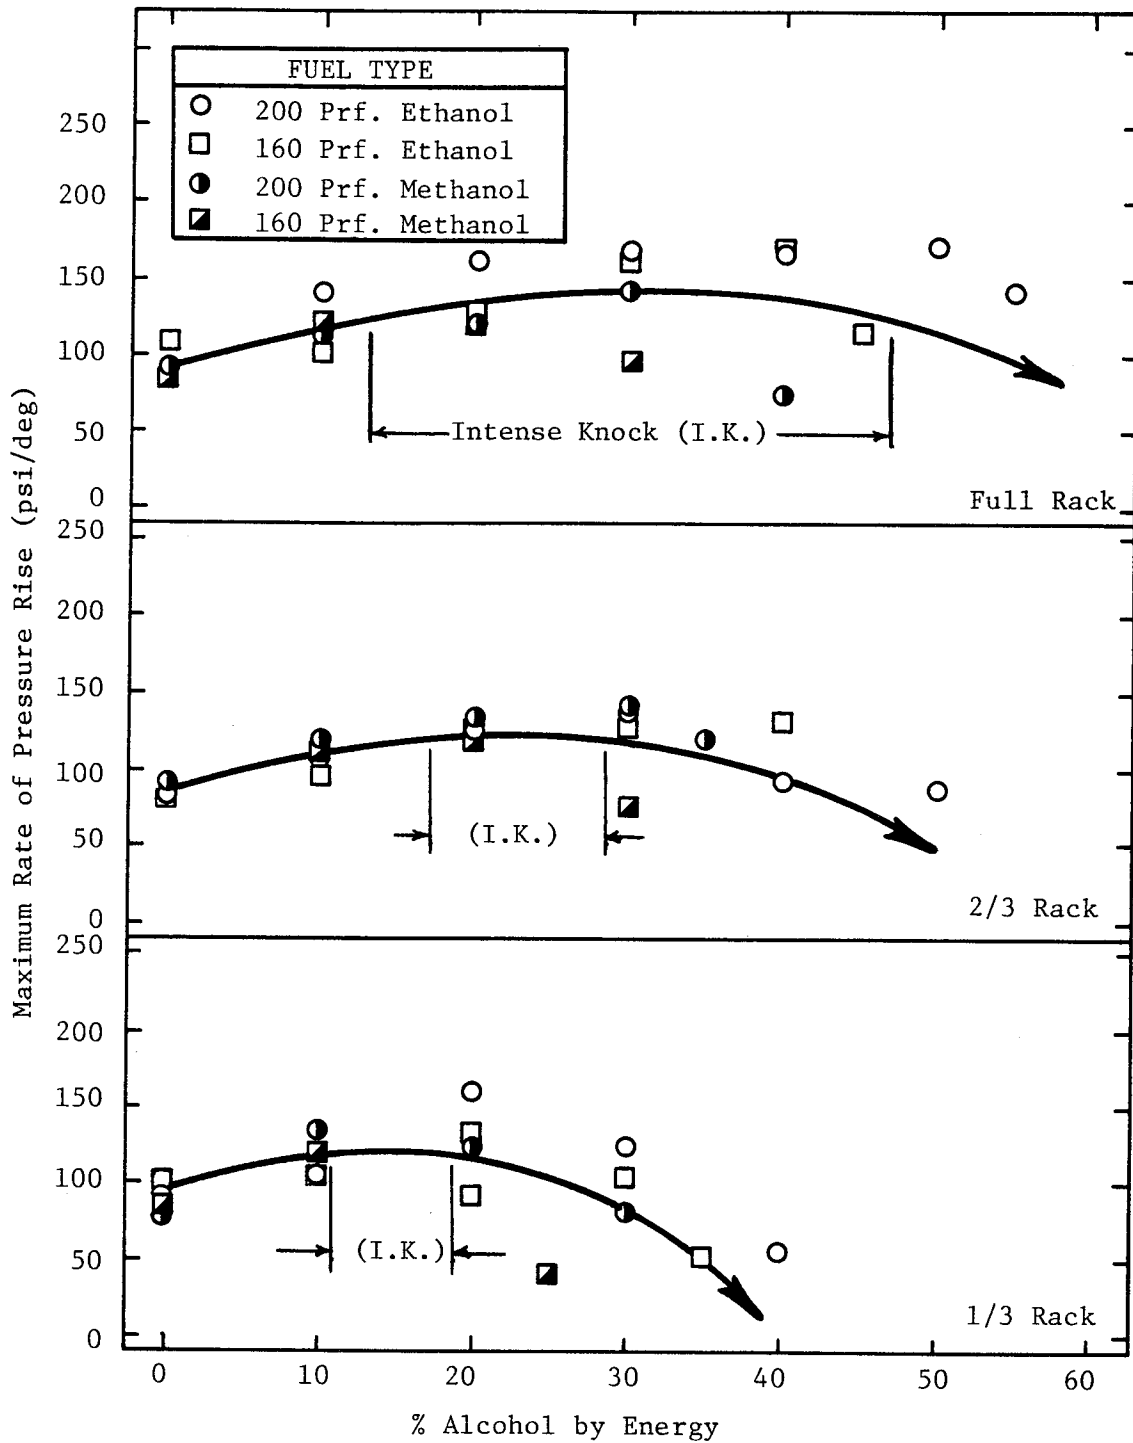 FUEL TYPE
200 Prf. Ethanol
160 Prf. Ethanol
200 Prf. Methanol
160 Prf. Methanol
250
200
150
100
50
0
Intense Knock (I.K.)
Full Rack
250
200
150
100
50
0
(I.K.)
2/3 Rack
250
200
150
100
50
0
(I.K.)
1/3 Rack
0 10 20 30 40 50 60
% Alcohol by Energy
Maximum Rate of Pressure Rise (psi/deg)